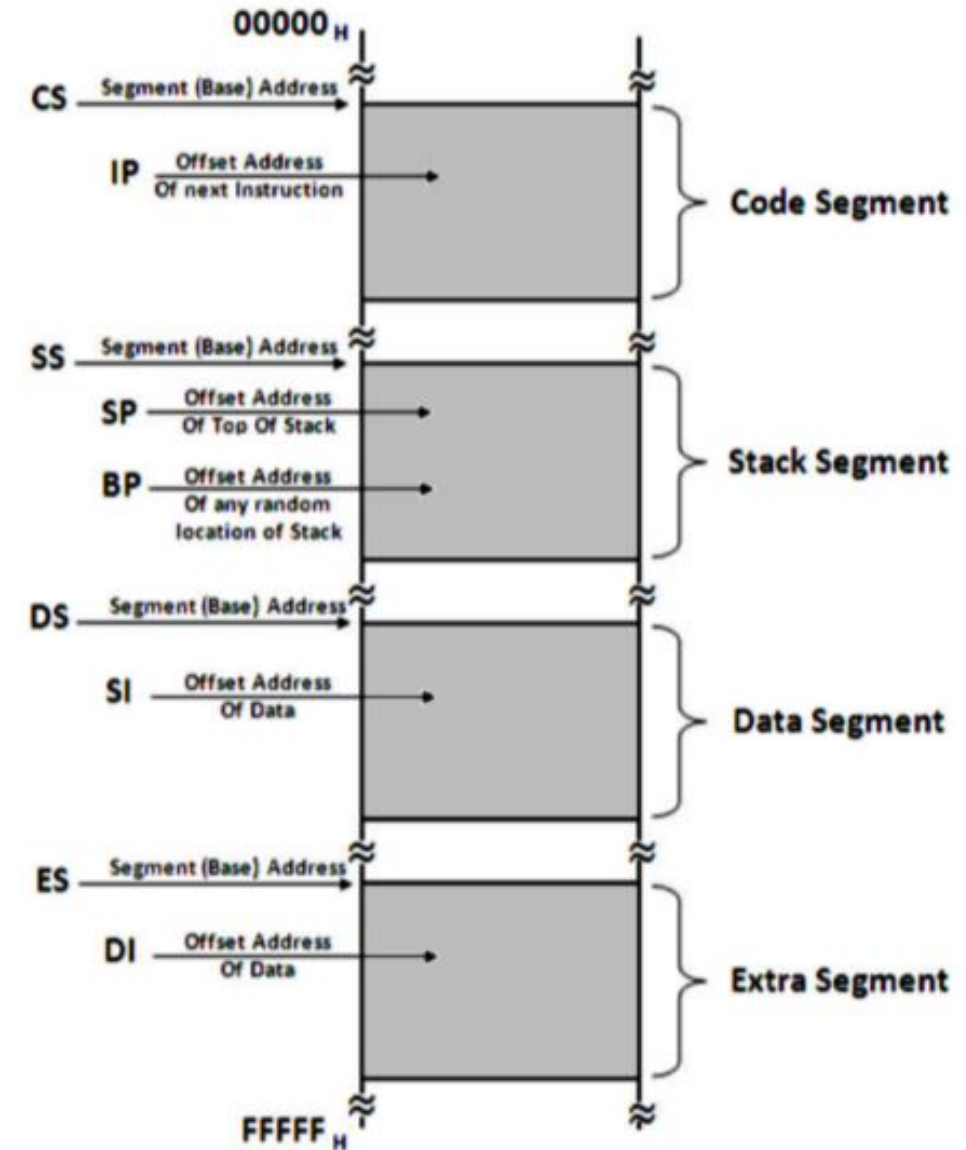 00000 H
CS Segment (Base) Address
IP Offset Address
Of next Instruction
Code Segment
SS Segment (Base) Address
SP Offset Address
Of Top Of Stack
BP Offset Address
Of any random
location of Stack
Stack Segment
DS Segment (Base) Address
SI Offset Address
Of Data
Data Segment
ES Segment (Base) Address
DI Offset Address
Of Data
Extra Segment
FFFFF H